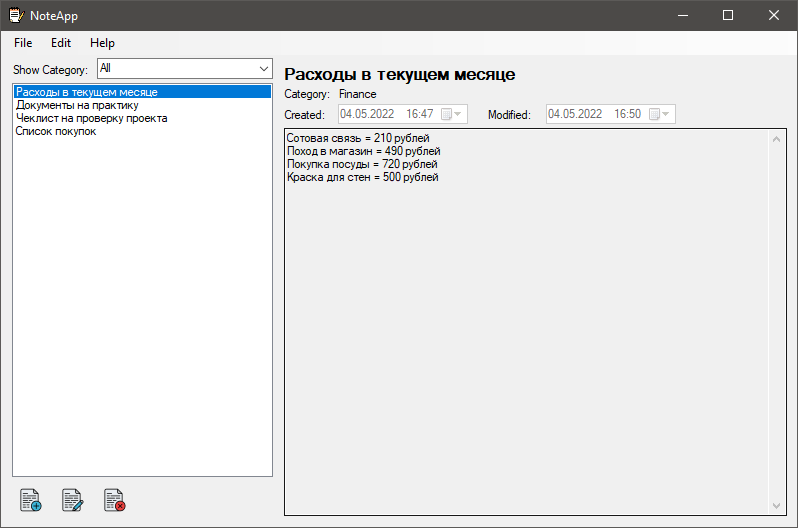 NoteApp
File Edit Help
Show Category: All
Расходы в текущем месяце
Документы на практику
Чеклист на проверку проекта
Список покупок
Расходы в текущем месяце
Category: Finance
Created: 04.05.2022 16:47 Modified: 04.05.2022 16:50
Сотовая связь = 210 рублей
Поход в магазин = 490 рублей
Покупка посуды = 720 рублей
Краска для стен = 500 рублей